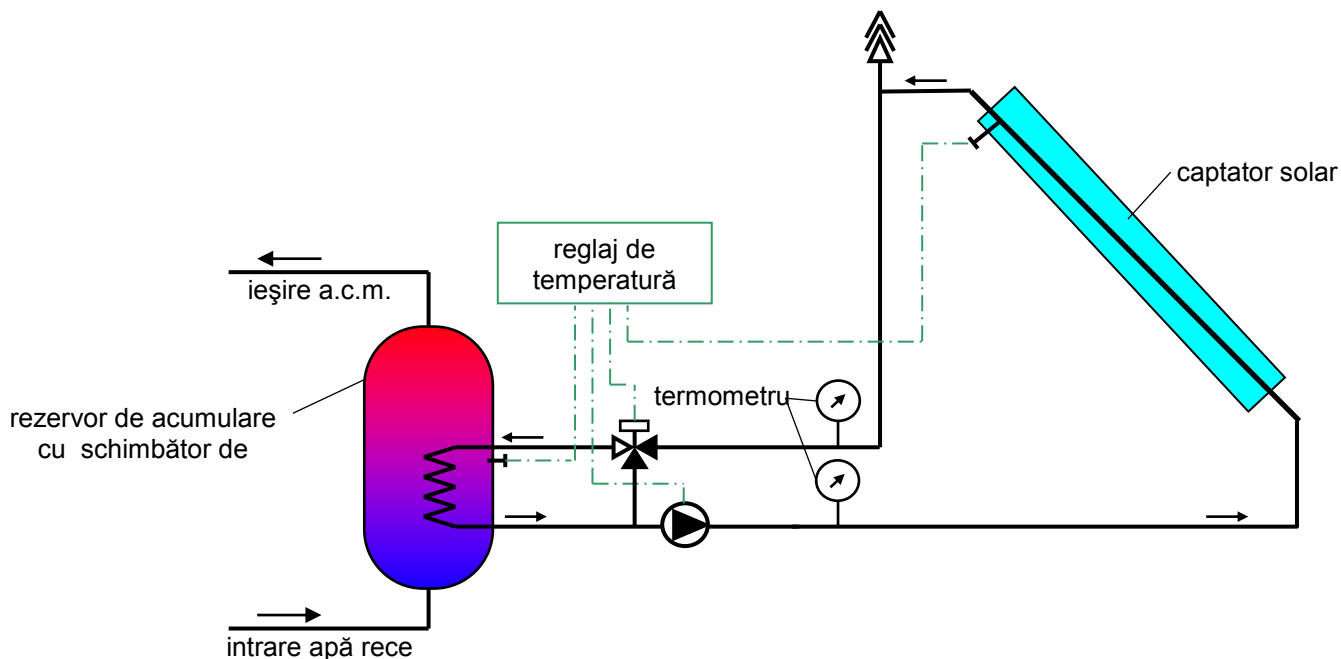 captator solar
reglaj de
temperatură
ieşire a.c.m.
termometru
rezervor de acumulare
cu schimbător de
intrare apă rece